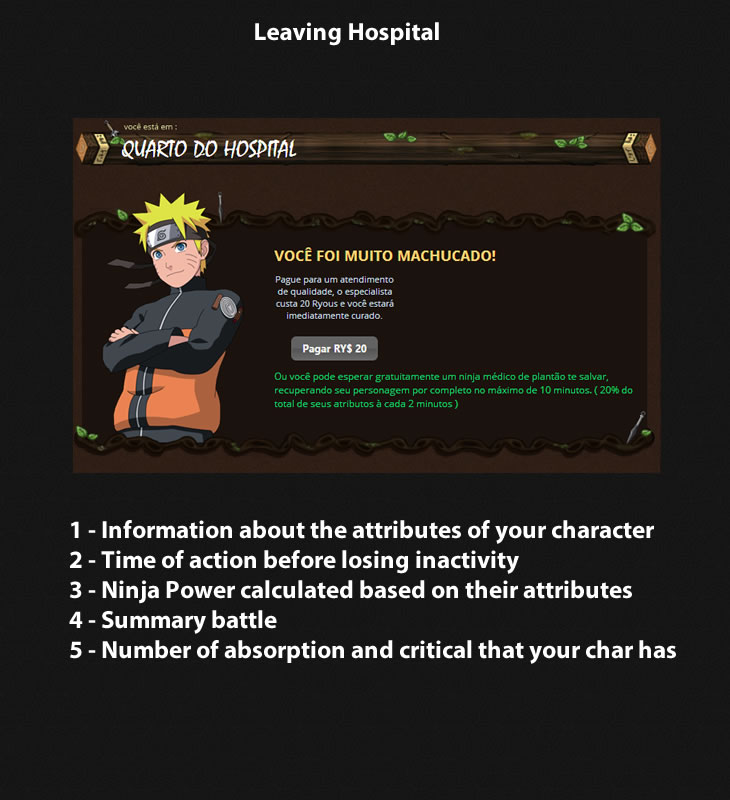 Leaving Hospital
você está em :
QUARTO DO HOSPITAL
VOCÊ FOI MUITO MACHUCADO!
Pague para um atendimento
de qualidade, o especialista
custa 20 Ryous e você estará
imediatamente curado.
Pagar RY$ 20
Ou você pode esperar gratuitamente um ninja médico de plantão te salvar,
recuperando seu personagem por completo no máximo de 10 minutos. ( 20% do
total de seus atributos à cada 2 minutos )
1 - Information about the attributes of your character
2 - Time of action before losing inactivity
3 - Ninja Power calculated based on their attributes
4 - Summary battle
5 - Number of absorption and critical that your char has